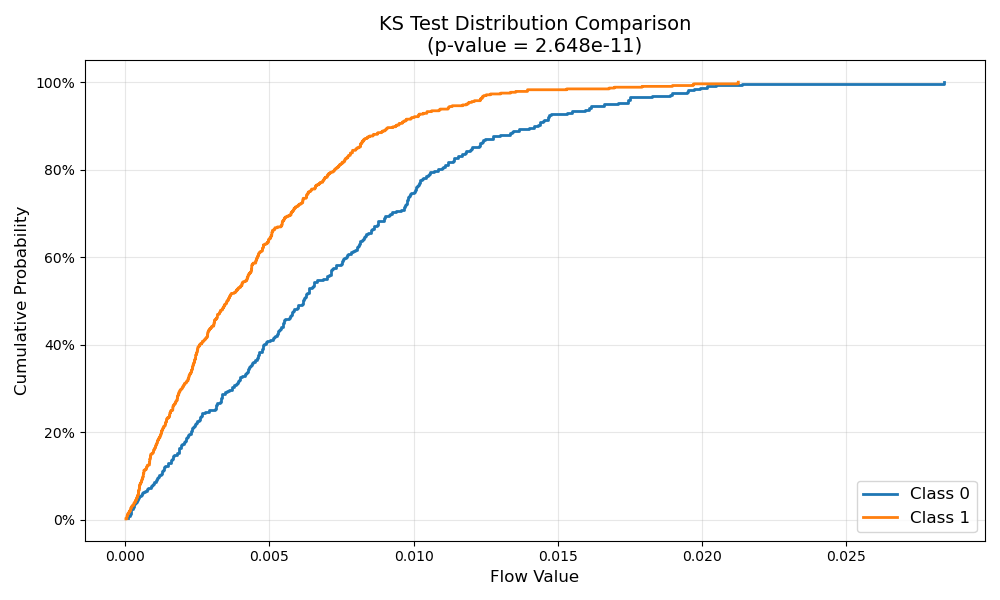 KS Test Distribution Comparison
(p-value = 2.648e-11)
Cumulative Probability
100%
80%
60%
40%
20%
0%
0.000
0.005
0.010
0.015
0.020
0.025
Flow Value
Class 0
Class 1